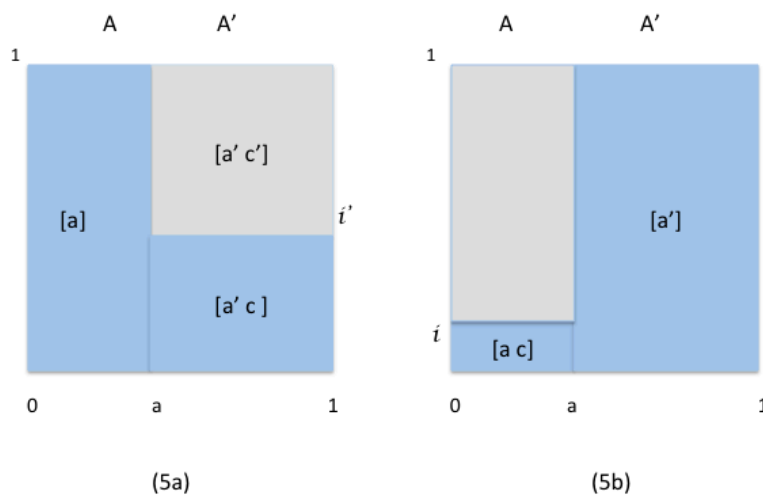 A A’ A A’
1 1
[a’ c’]
i’
[a] [a’]
[a’ c ]
i
[a c]
0 a 1 0 a 1
(5a) (5b)